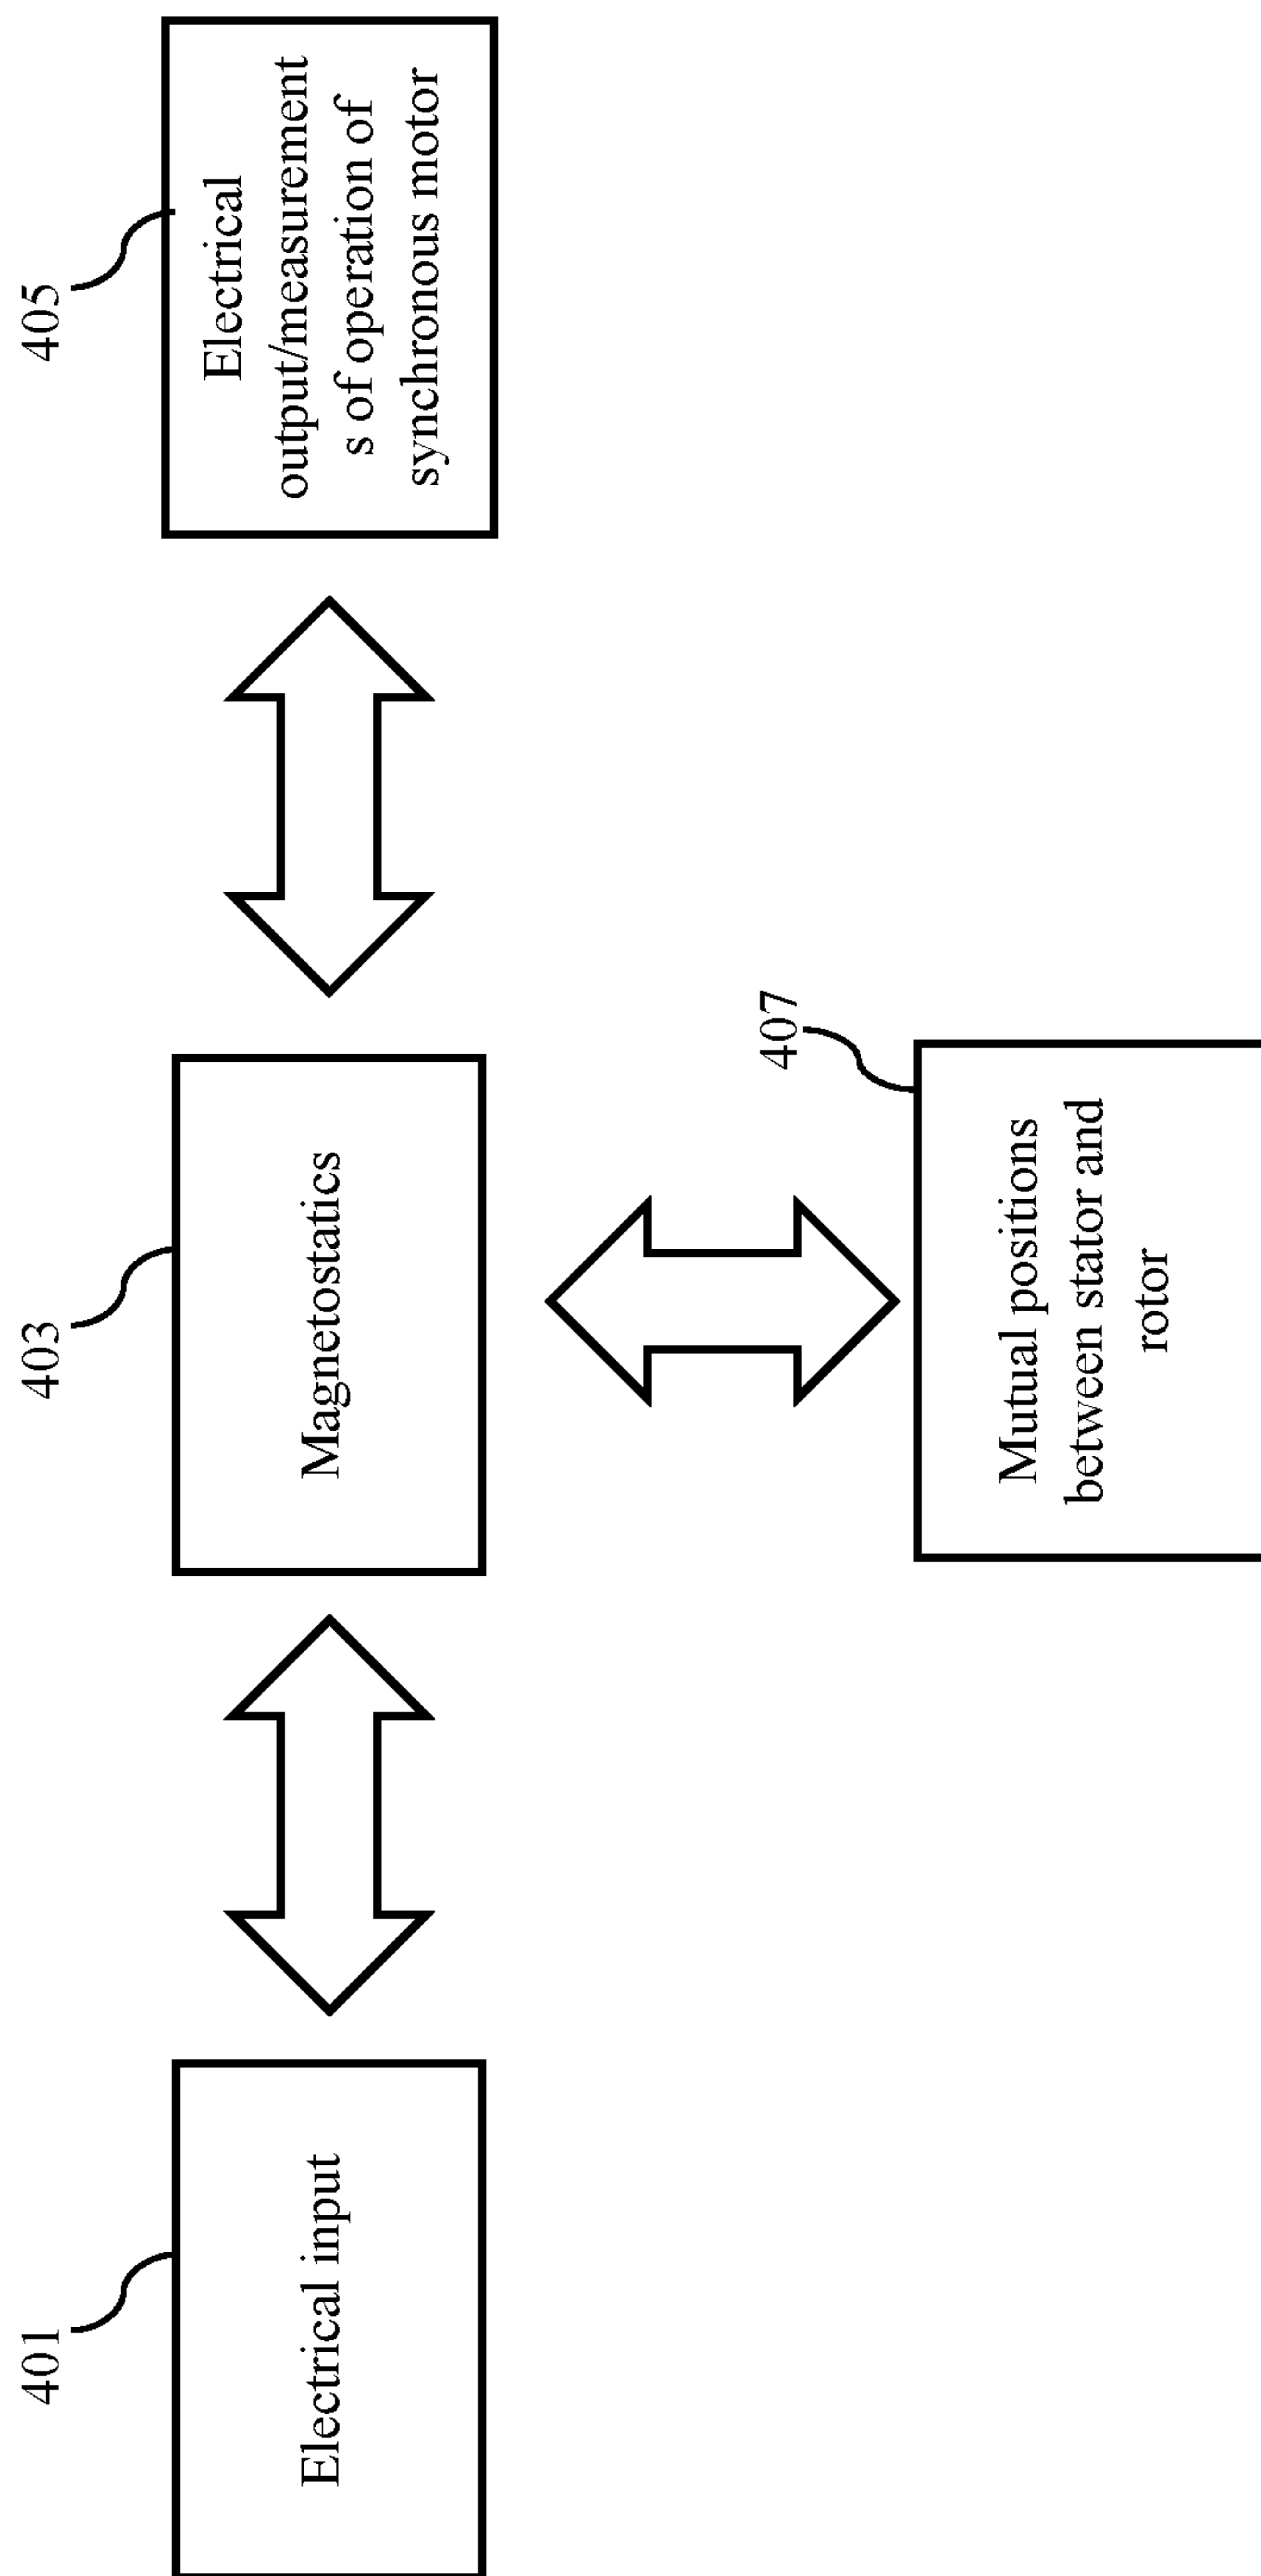 401
Electrical input
403
Magnetostatics
405
Electrical
output/measurement
s of operation of
synchronous motor
407
Mutual positions
between stator and
rotor